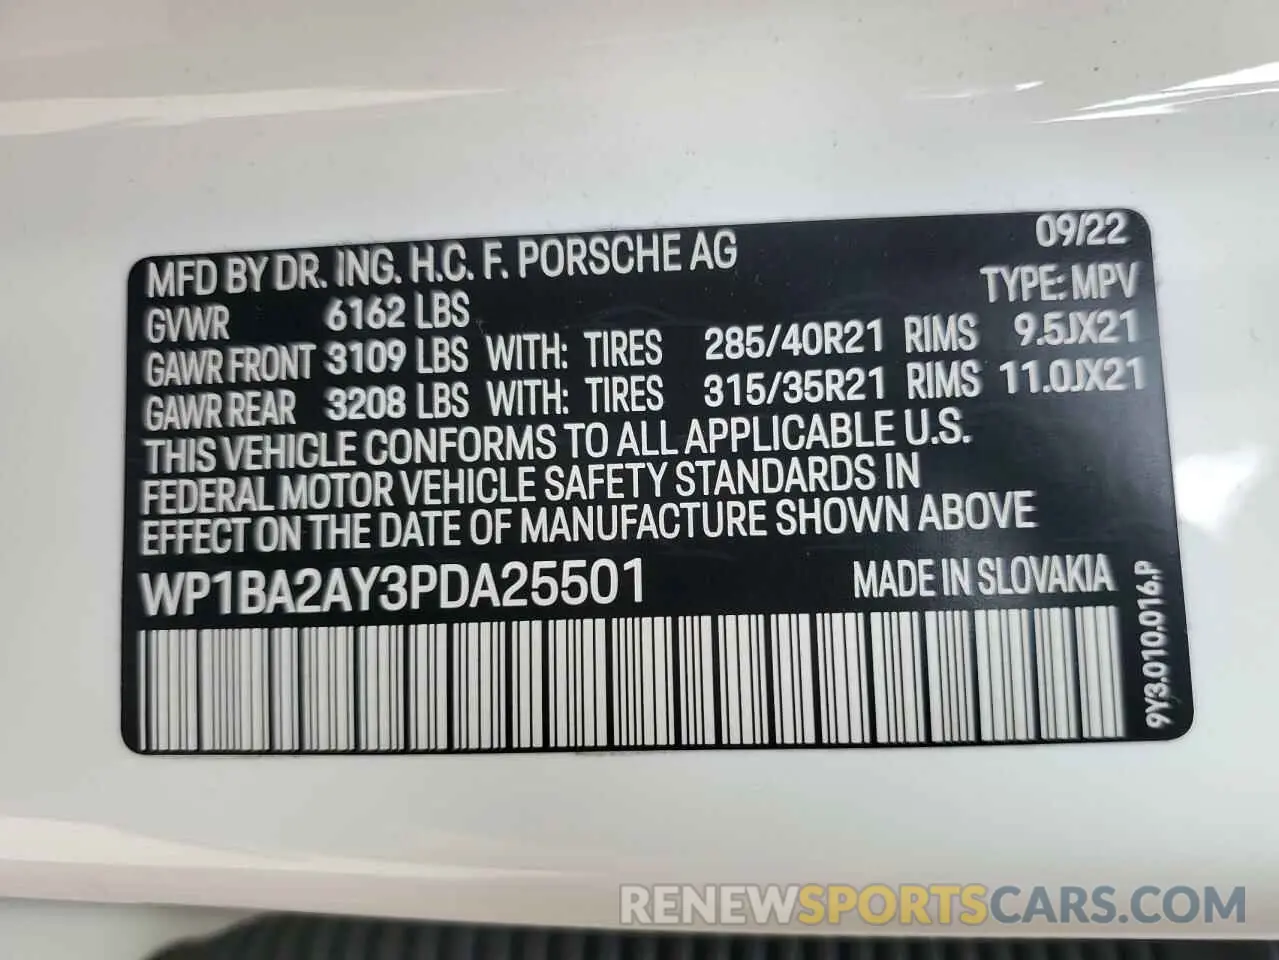 MFD BY DR. ING. H.C. F. PORSCHE AG 09/22
GVWR 6162 LBS TYPE: MPV
GAWR FRONT 3109 LBS WITH: TIRES 285/40R21 RIMS 9.5JX21
GAWR REAR 3208 LBS WITH: TIRES 315/35R21 RIMS 11.0JX21
THIS VEHICLE CONFORMS TO ALL APPLICABLE U.S.
FEDERAL MOTOR VEHICLE SAFETY STANDARDS IN
EFFECT ON THE DATE OF MANUFACTURE SHOWN ABOVE
WP1BA2AY3PDA25501 MADE IN SLOVAKIA
9Y3.010.016.P
RENEWSPORTSCARS.COM